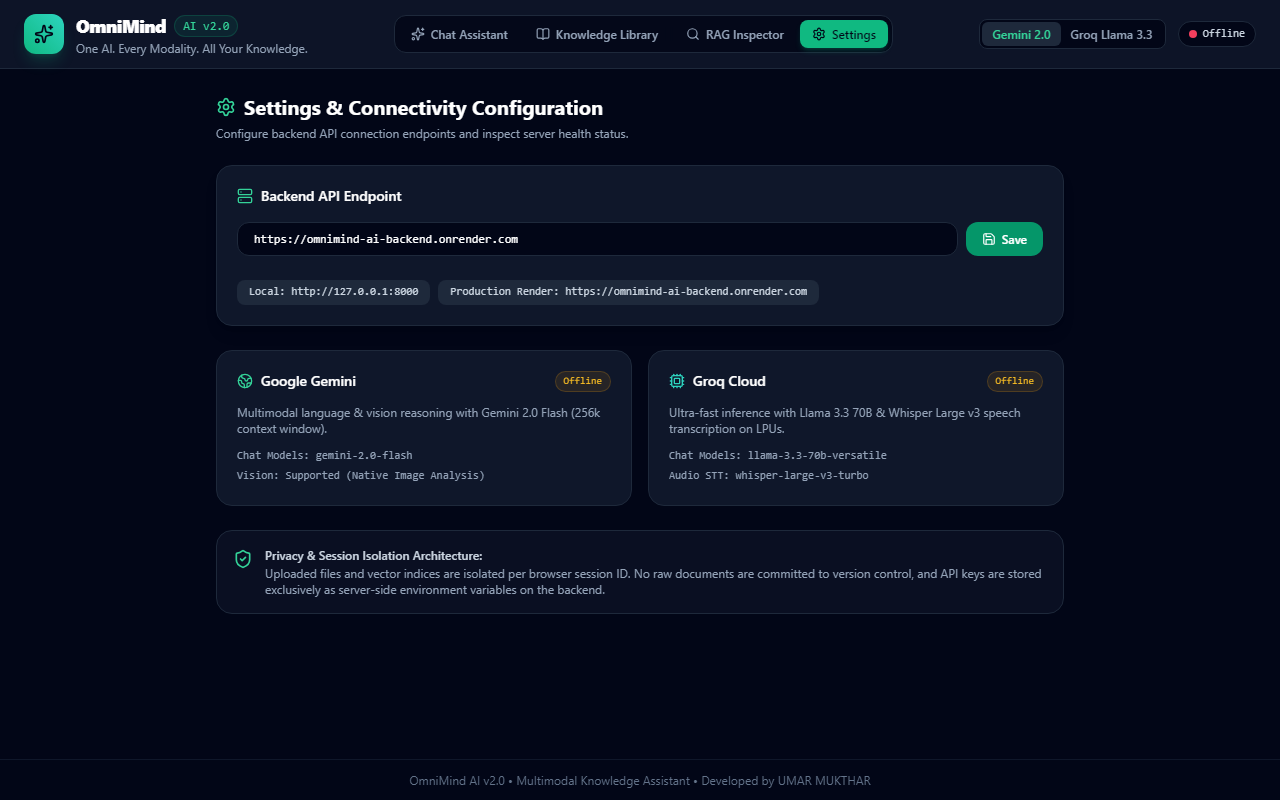 OmniMind AI v2.0
One AI. Every Modality. All Your Knowledge.
Chat Assistant
Knowledge Library
RAG Inspector
Settings
Gemini 2.0
Groq Llama 3.3
Offline
Settings & Connectivity Configuration
Configure backend API connection endpoints and inspect server health status.
Backend API Endpoint
https://omnimind-ai-backend.onrender.com
Save
Local: http://127.0.0.1:8000
Production Render: https://omnimind-ai-backend.onrender.com
Google Gemini
Offline
Multimodal language & vision reasoning with Gemini 2.0 Flash (256k
context window).
Chat Models: gemini-2.0-flash
Vision: Supported (Native Image Analysis)
Groq Cloud
Offline
Ultra-fast inference with Llama 3.3 70B & Whisper Large v3 speech
transcription on LPUs.
Chat Models: llama-3.3-70b-versatile
Audio STT: whisper-large-v3-turbo
Privacy & Session Isolation Architecture:
Uploaded files and vector indices are isolated per browser session ID. No raw documents are committed to version control, and API keys are stored
exclusively as server-side environment variables on the backend.
OmniMind AI v2.0 • Multimodal Knowledge Assistant • Developed by UMAR MUKTHAR